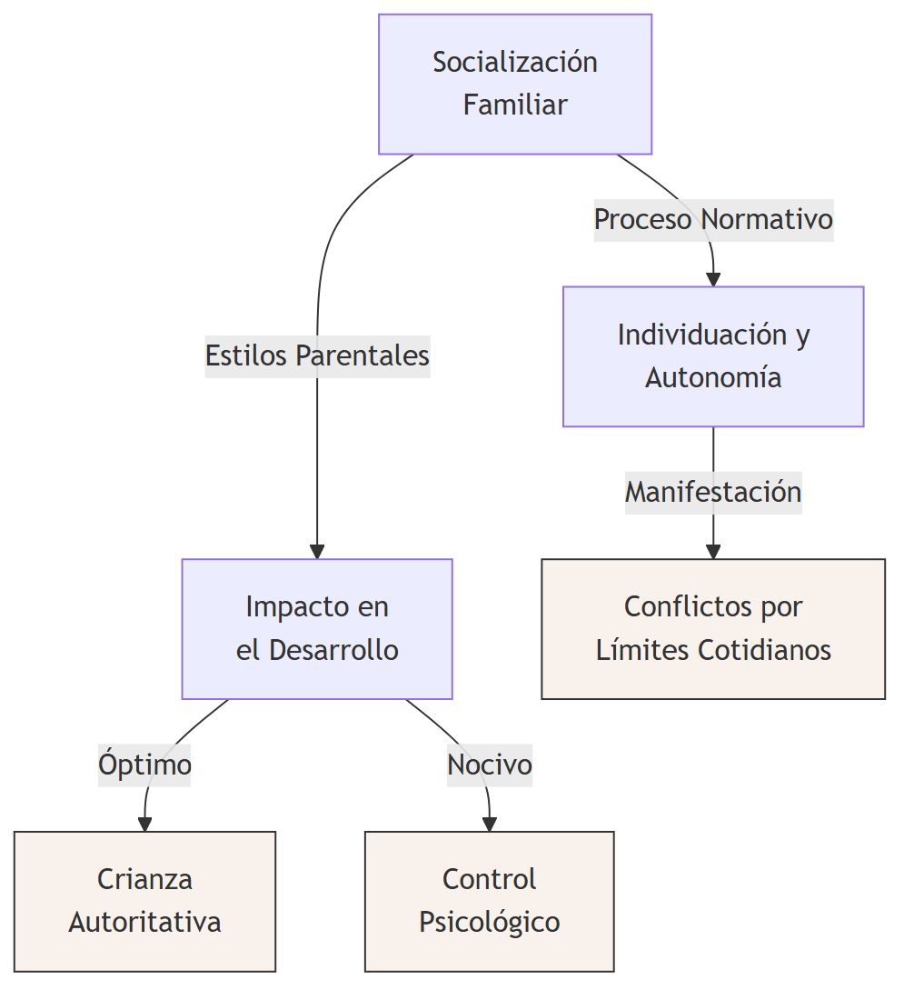 Socialización
Familiar
Proceso Normativo
Individuación y
Autonomía
Estilos Parentales
Manifestación
Impacto en
el Desarrollo
Conflictos por
Límites Cotidianos
Óptimo
Nocivo
Crianza
Autoritativa
Control
Psicológico